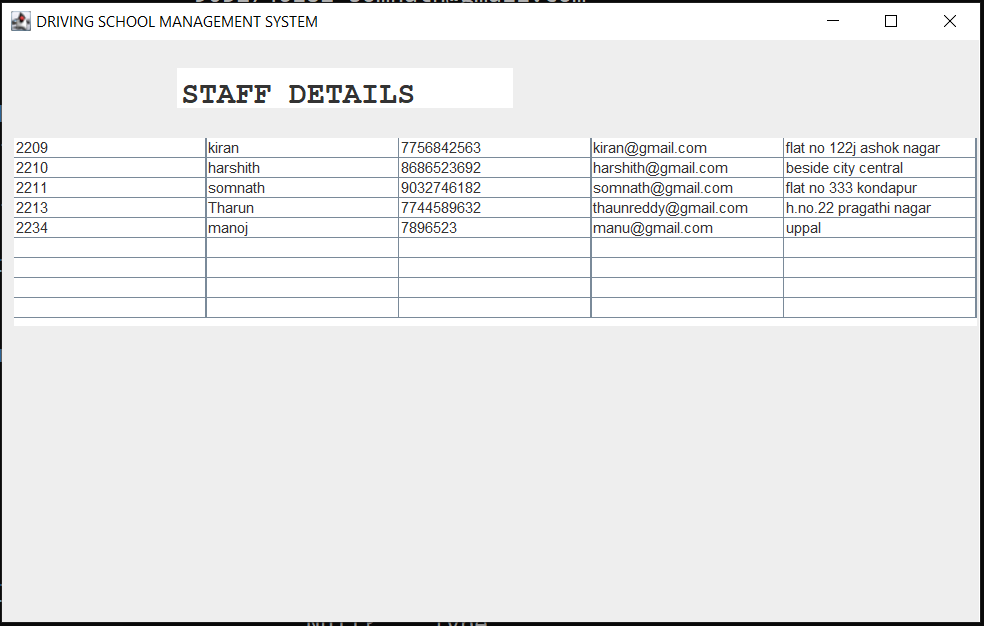 DRIVING SCHOOL MANAGEMENT SYSTEM
STAFF DETAILS
2209 kiran 7756842563 kiran@gmail.com flat no 122j ashok nagar
2210 harshith 8686523692 harshith@gmail.com beside city central
2211 somnath 9032746182 somnath@gmail.com flat no 333 kondapur
2213 Tharun 7744589632 thaunreddy@gmail.com h.no.22 pragathi nagar
2234 manoj 7896523 manu@gmail.com uppal